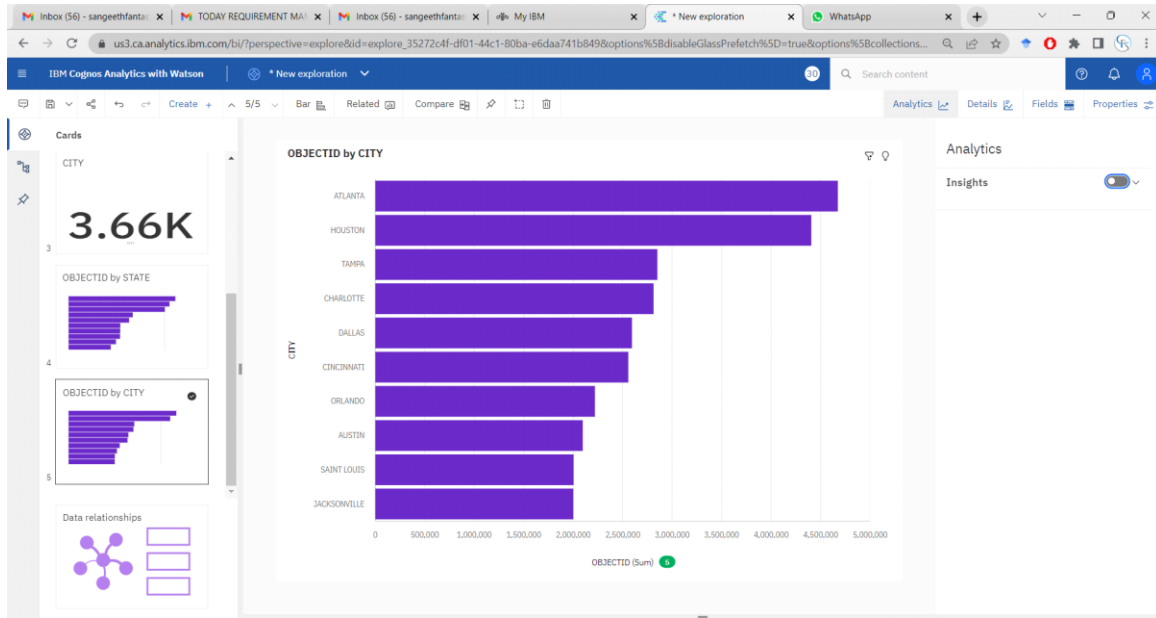 Inbox (56) - sangeethfantas
TODAY REQUIREMENT MAI
Inbox (56) - sangeethfantas
My IBM
* New exploration
WhatsApp
us3.ca.analytics.ibm.com/bi/?perspective=explore&id=explore_35272c4f-df01-44c1-80ba-e6daa741b849&options%5BdisableGlassPrefetch%5D=true&options%5Bcollections...
IBM Cognos Analytics with Watson
* New exploration
30
Search content
Create +
5/5
Bar
Related
Compare
Analytics
Details
Fields
Properties
Cards
CITY
3.66K
3
OBJECTID by STATE
4
OBJECTID by CITY
5
Data relationships
OBJECTID by CITY
CITY
ATLANTA
HOUSTON
TAMPA
CHARLOTTE
DALLAS
CINCINNATI
ORLANDO
AUSTIN
SAINT LOUIS
JACKSONVILLE
0 500,000 1,000,000 1,500,000 2,000,000 2,500,000 3,000,000 3,500,000 4,000,000 4,500,000 5,000,000
OBJECTID (Sum) 5
Analytics
Insights